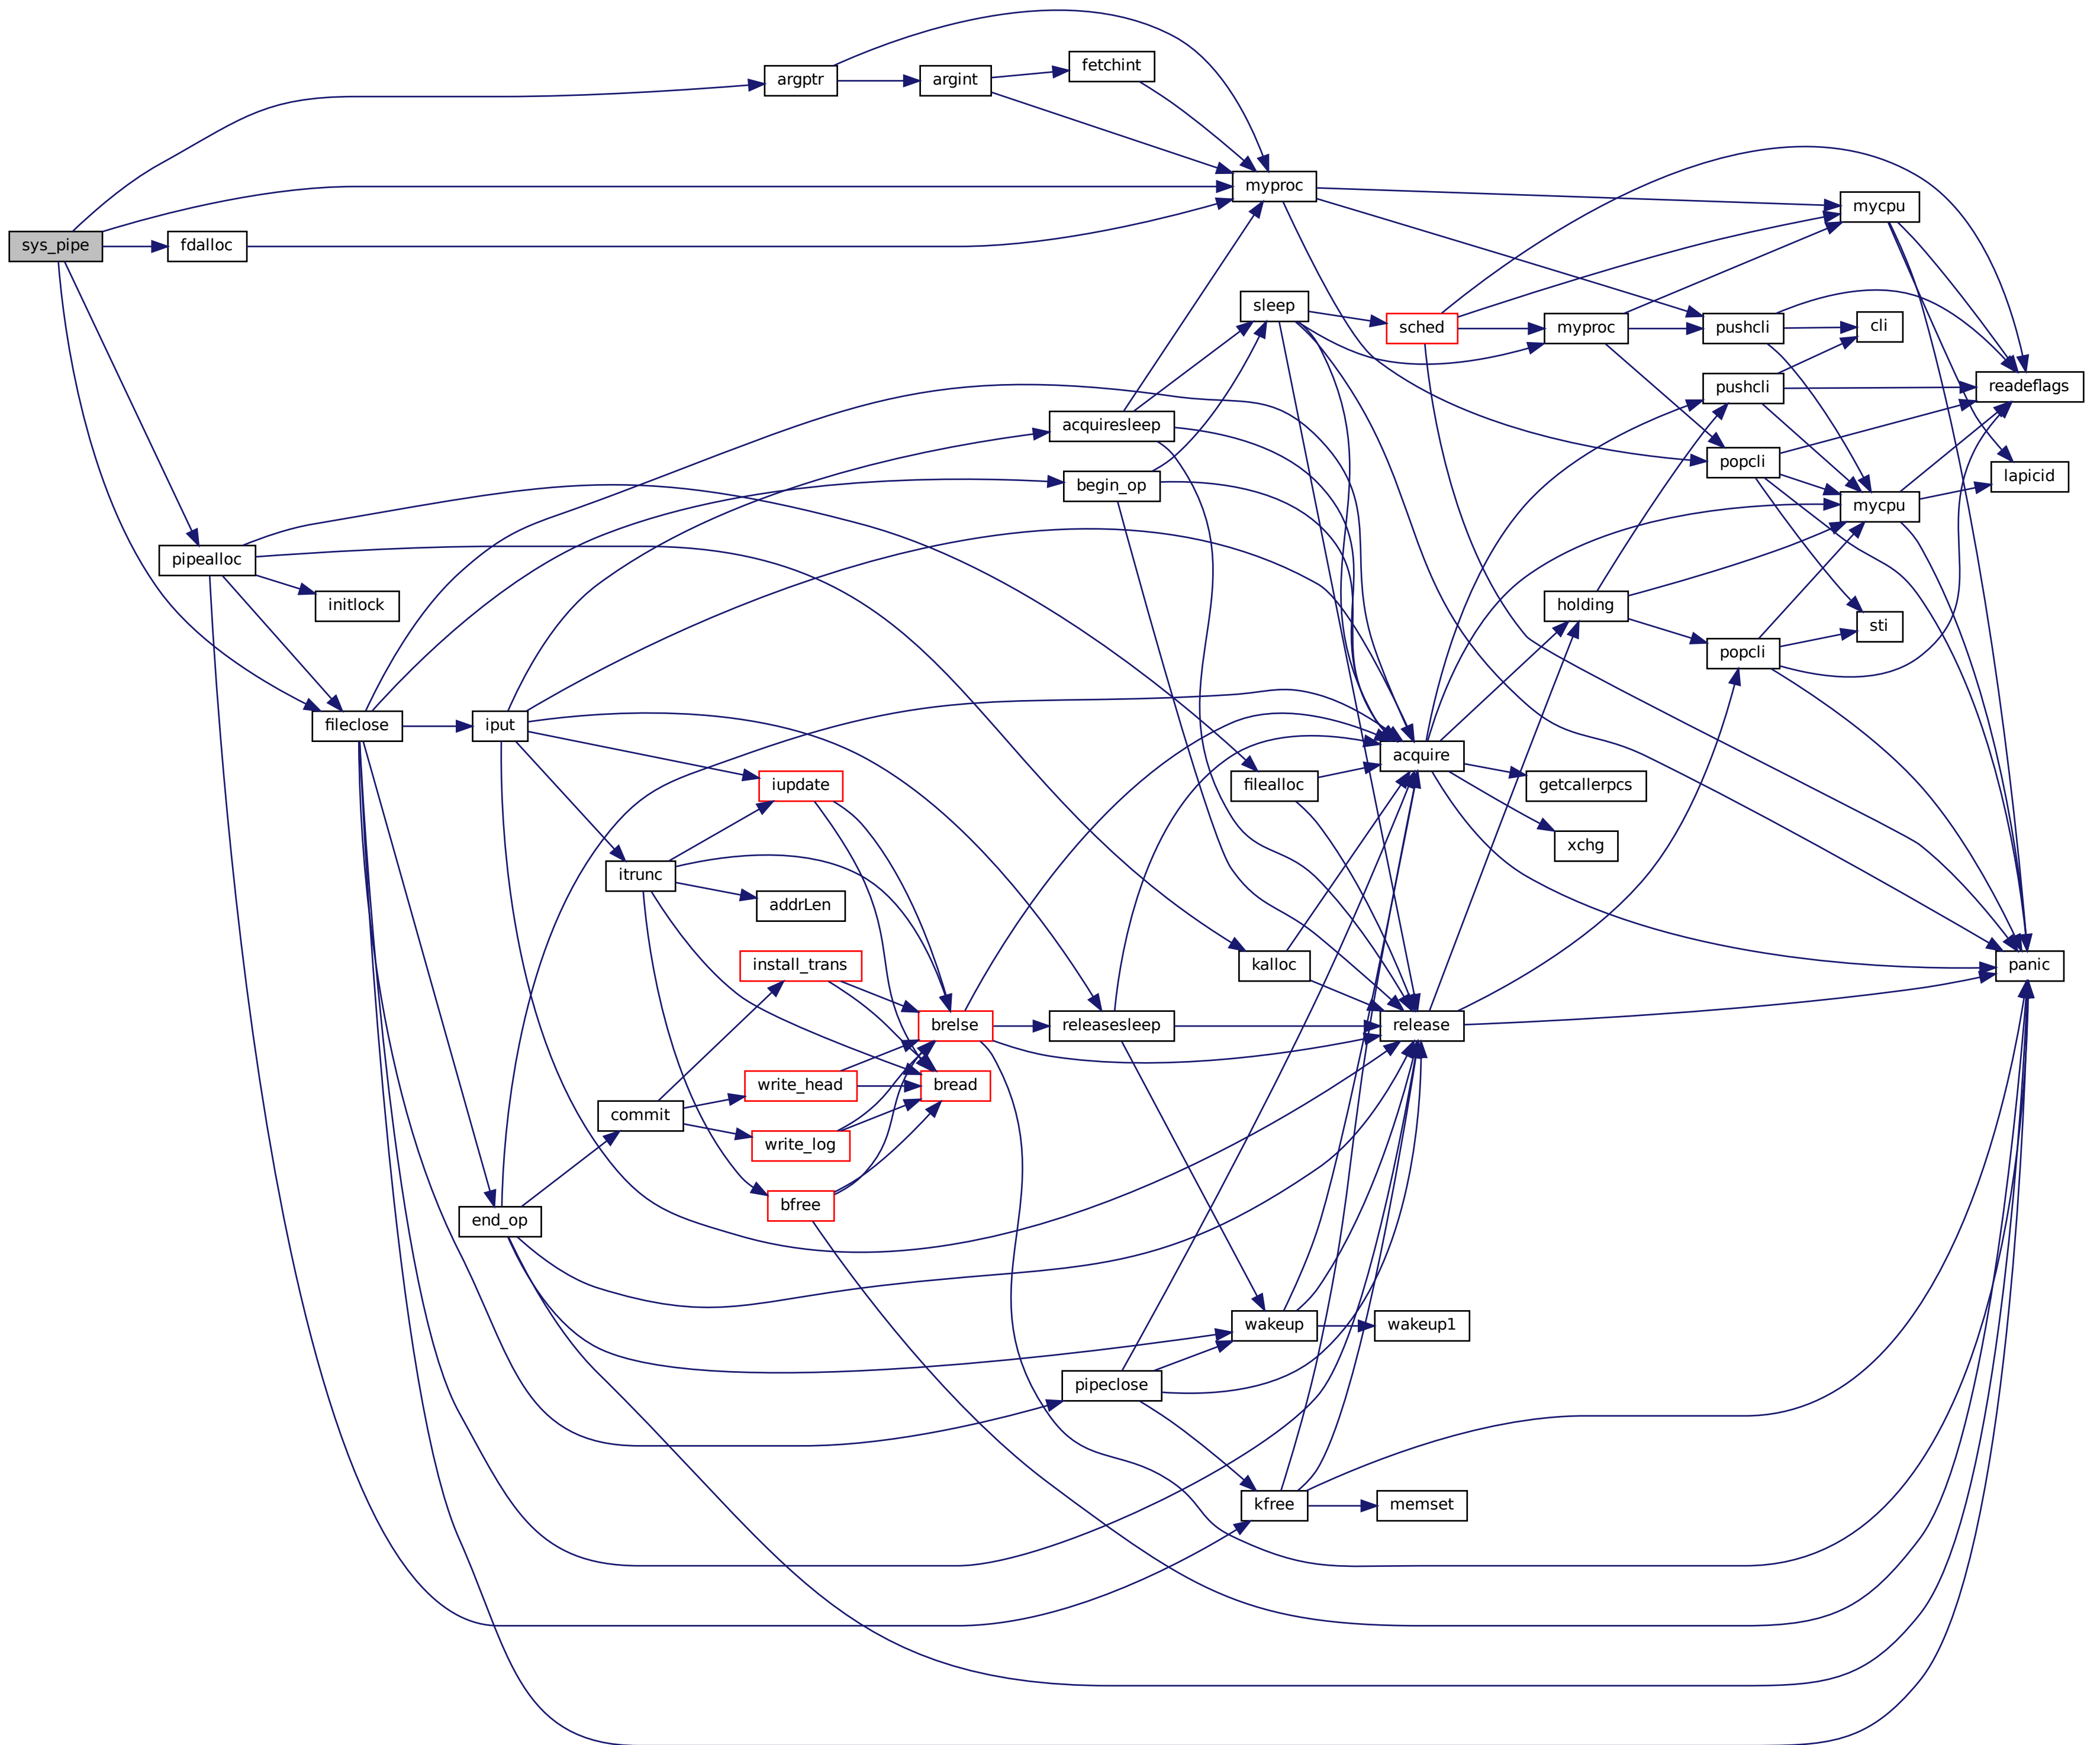 fetchint
argptr
argint
myproc
mycpu
sys_pipe
fdalloc
sleep
sched
myproc
pushcli
cli
pushcli
readeflags
acquiresleep
popcli
lapicid
begin_op
mycpu
pipealloc
initlock
holding
sti
popcli
fileclose
iput
acquire
iupdate
filealloc
getcallerpcs
xchg
itrunc
addrLen
install_trans
kalloc
panic
brelse
releasesleep
release
write_head
bread
commit
write_log
bfree
end_op
wakeup
wakeup1
pipeclose
kfree
memset